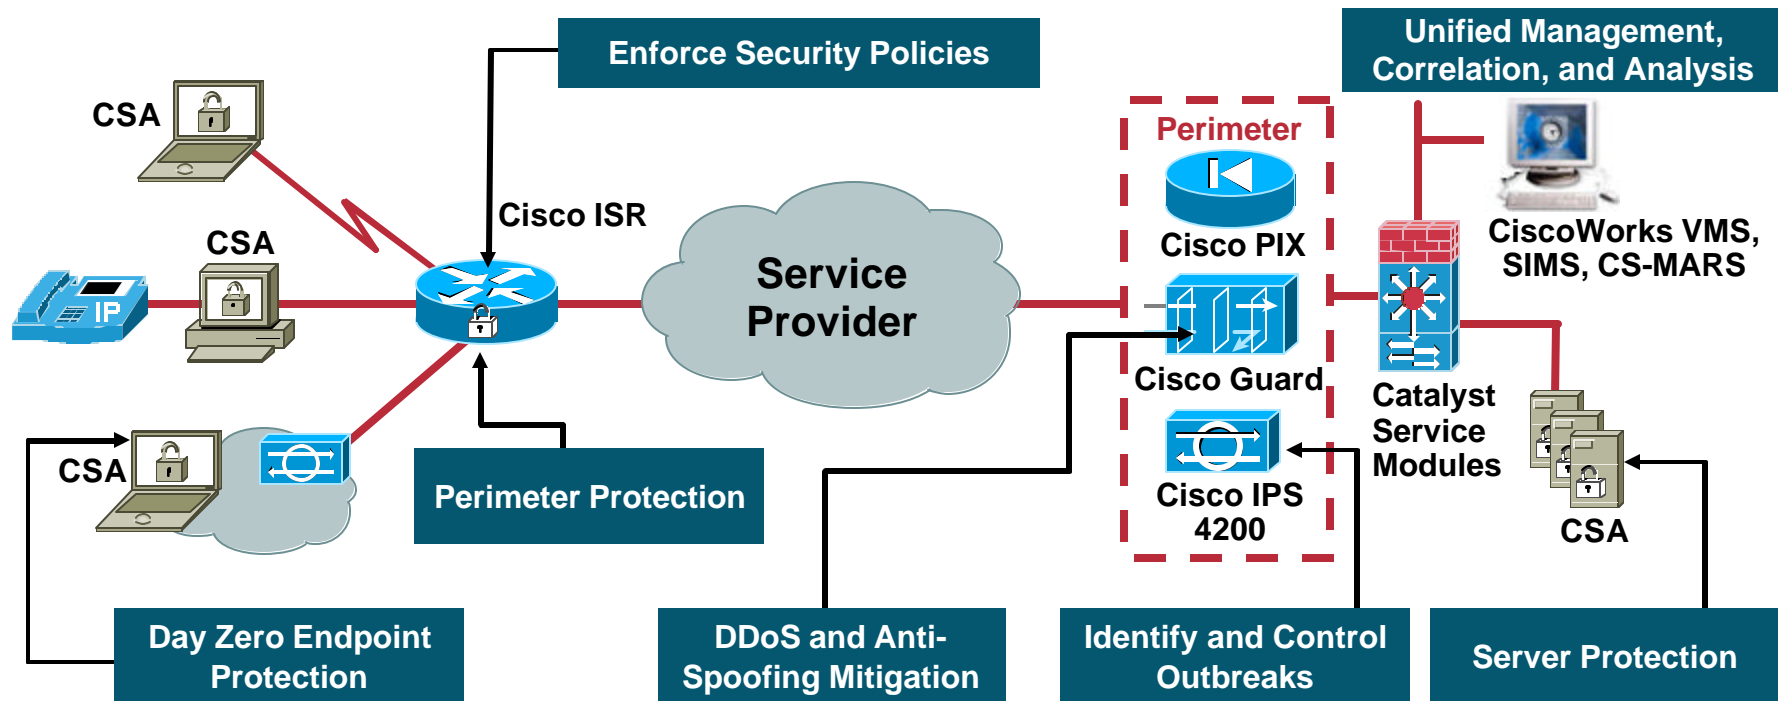 Enforce Security Policies
Unified Management,
Correlation, and Analysis
CSA
Perimeter
Cisco ISR
Cisco PIX
CiscoWorks VMS,
SIMS, CS-MARS
CSA
IP
Service
Provider
Cisco Guard
Catalyst
Service
Modules
CSA
Perimeter Protection
Cisco IPS
4200
CSA
Day Zero Endpoint
Protection
DDoS and Anti-
Spoofing Mitigation
Identify and Control
Outbreaks
Server Protection